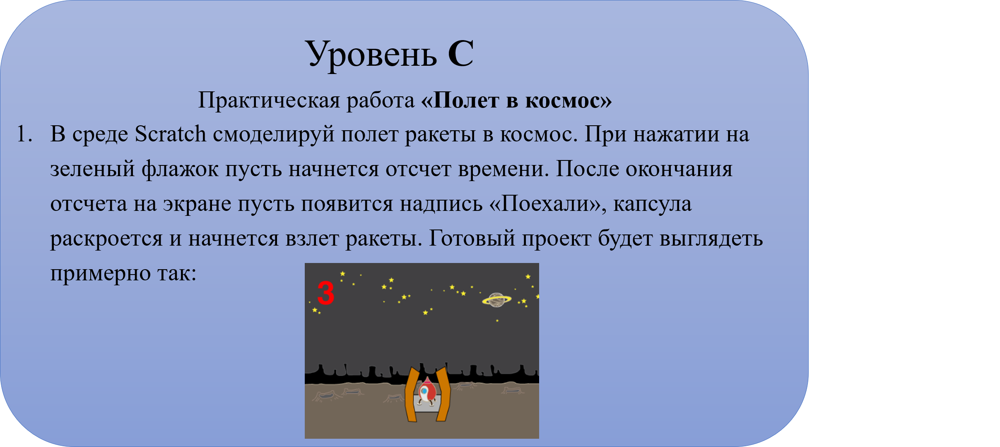 Уровень С
Практическая работа «Полет в космос»
1. В среде Scratch смоделируй полет ракеты в космос. При нажатии на
зеленый флажок пусть начнется отсчет времени. После окончания
отсчета на экране пусть появится надпись «Поехали», капсула
раскроется и начнется взлет ракеты. Готовый проект будет выглядеть
примерно так:
3